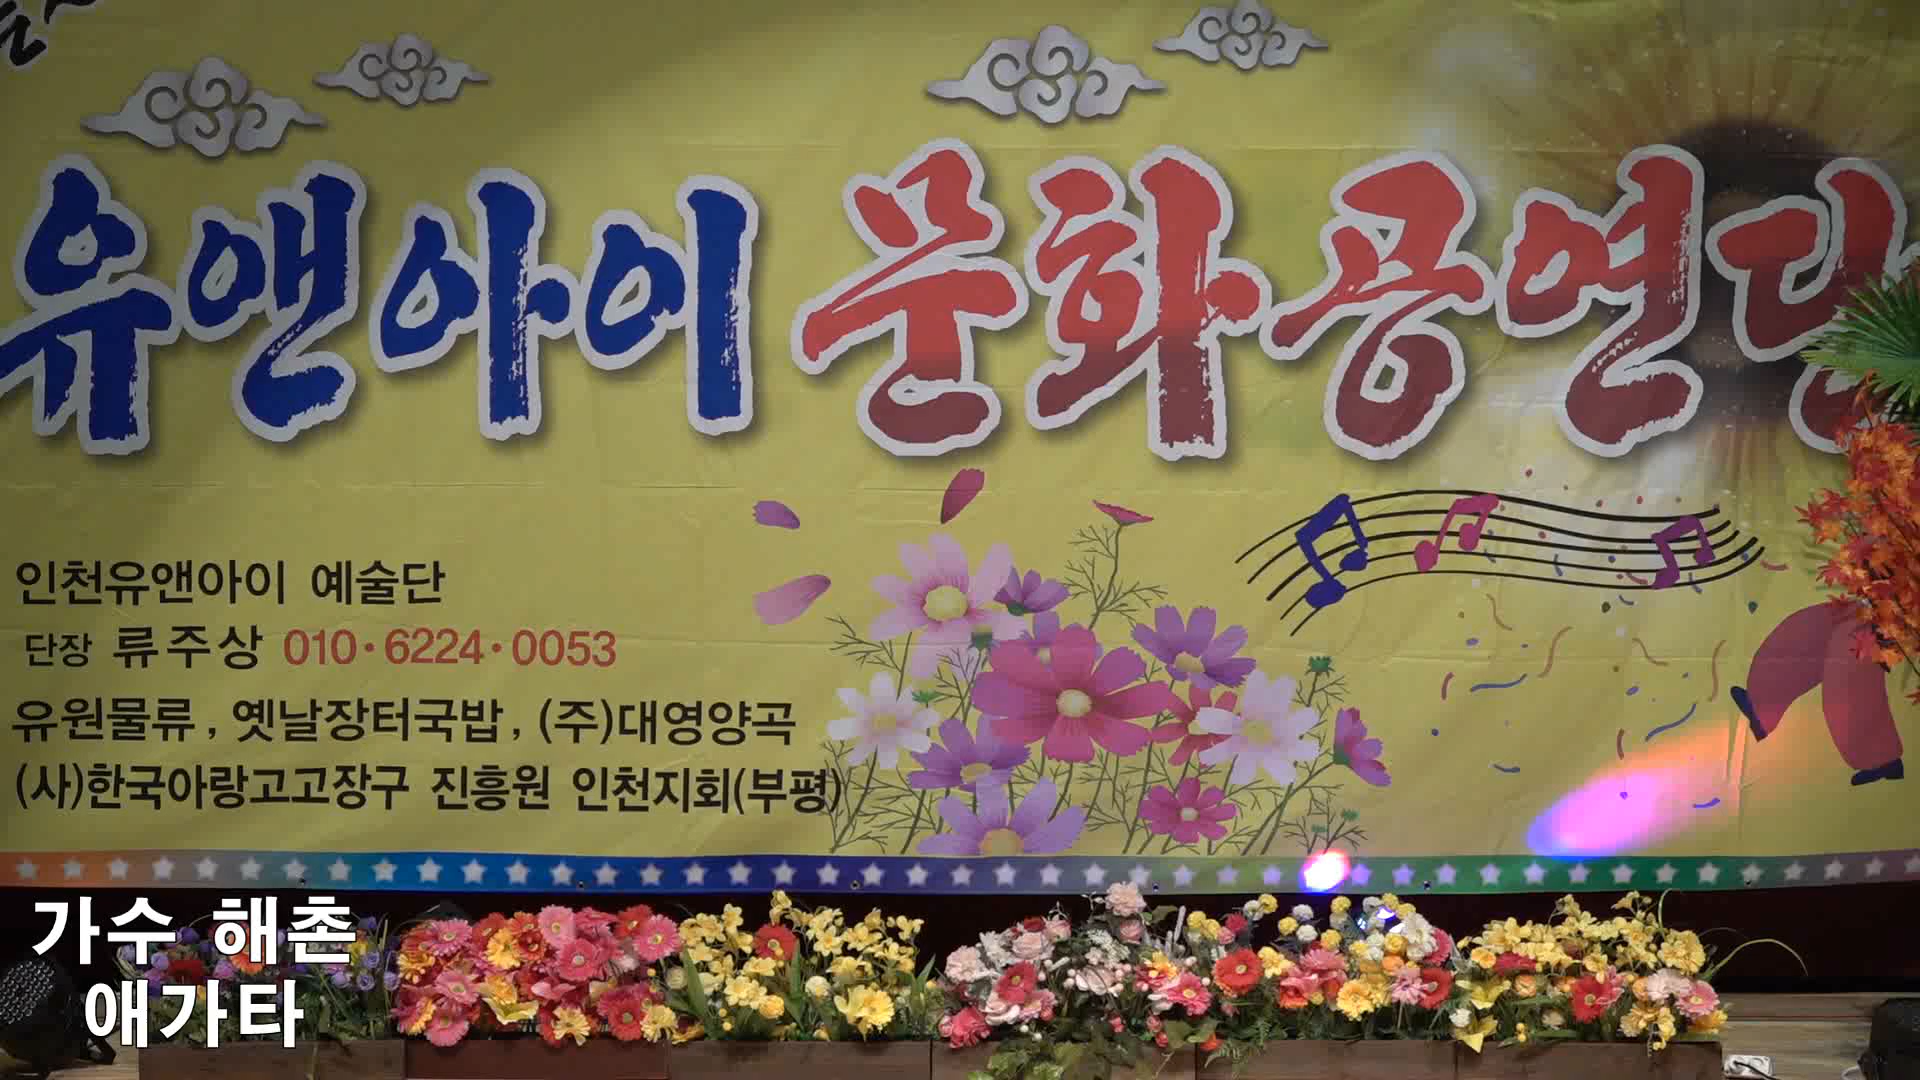 유앤아이 문화공연단
인천유앤아이 예술단
단장 류주상 010·6224·0053
유원물류, 옛날장터국밥, (주)대영양곡
(사)한국아랑고고장구 진흥원 인천지회(부평)
가수 해촌
애가타